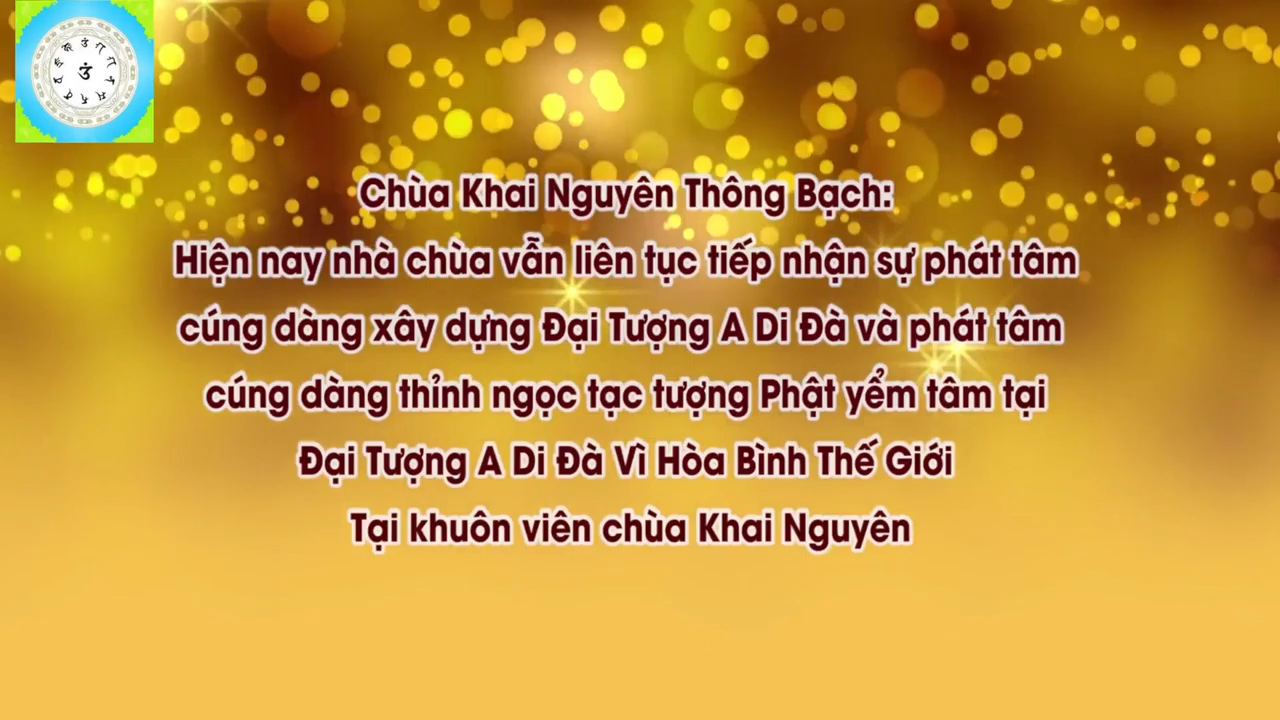 Chùa Khai Nguyên Thông Bạch:
Hiện nay nhà chùa vẫn liên tục tiếp nhận sự phát tâm
cúng dàng xây dựng Đại Tượng A Di Đà và phát tâm
cúng dàng thỉnh ngọc tạc tượng Phật yểm tâm tại
Đại Tượng A Di Đà Vì Hòa Bình Thế Giới
Tại khuôn viên chùa Khai Nguyên